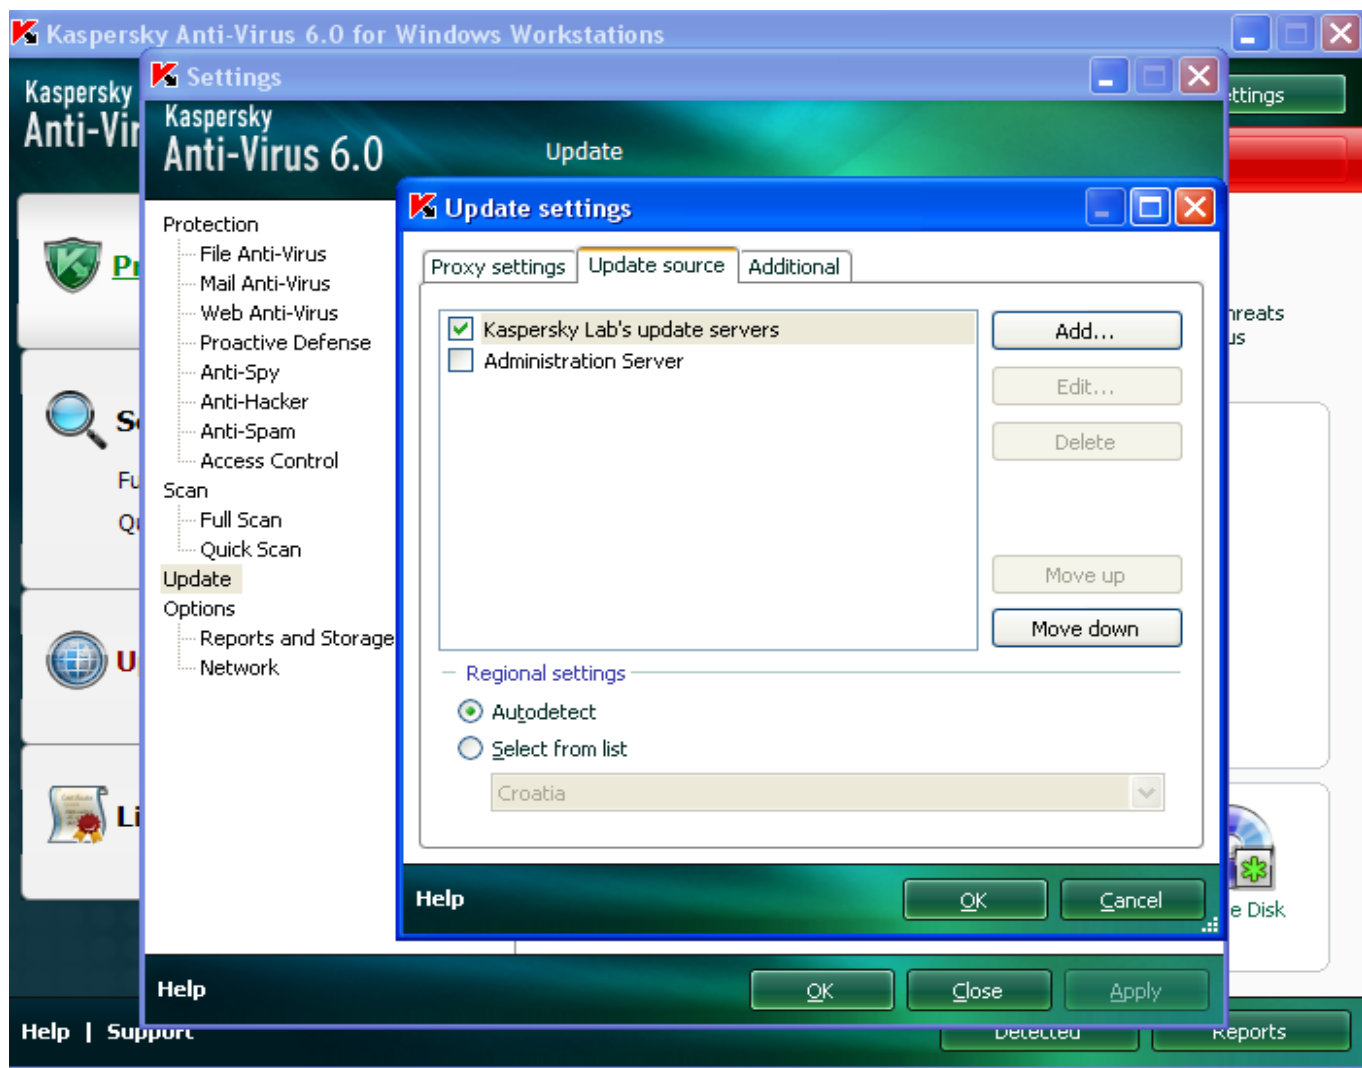 Kaspersky Anti-Virus 6.0 for Windows Workstations
Kaspersky
Settings
Kaspersky
Anti-Virus 6.0
Update
Update settings
Protection
File Anti-Virus
Mail Anti-Virus
Web Anti-Virus
Proactive Defense
Anti-Spy
Anti-Hacker
Anti-Spam
Access Control
Scan
Full Scan
Quick Scan
Update
Options
Reports and Storage
Network
Proxy settings
Update source
Additional
Kaspersky Lab's update servers
Administration Server
Add...
Edit...
Delete
Move up
Move down
Regional settings
Autodetect
Select from list
Croatia
Help
OK
Cancel
Help
OK
Close
Apply
Disk
Help | Support
Detected
Reports